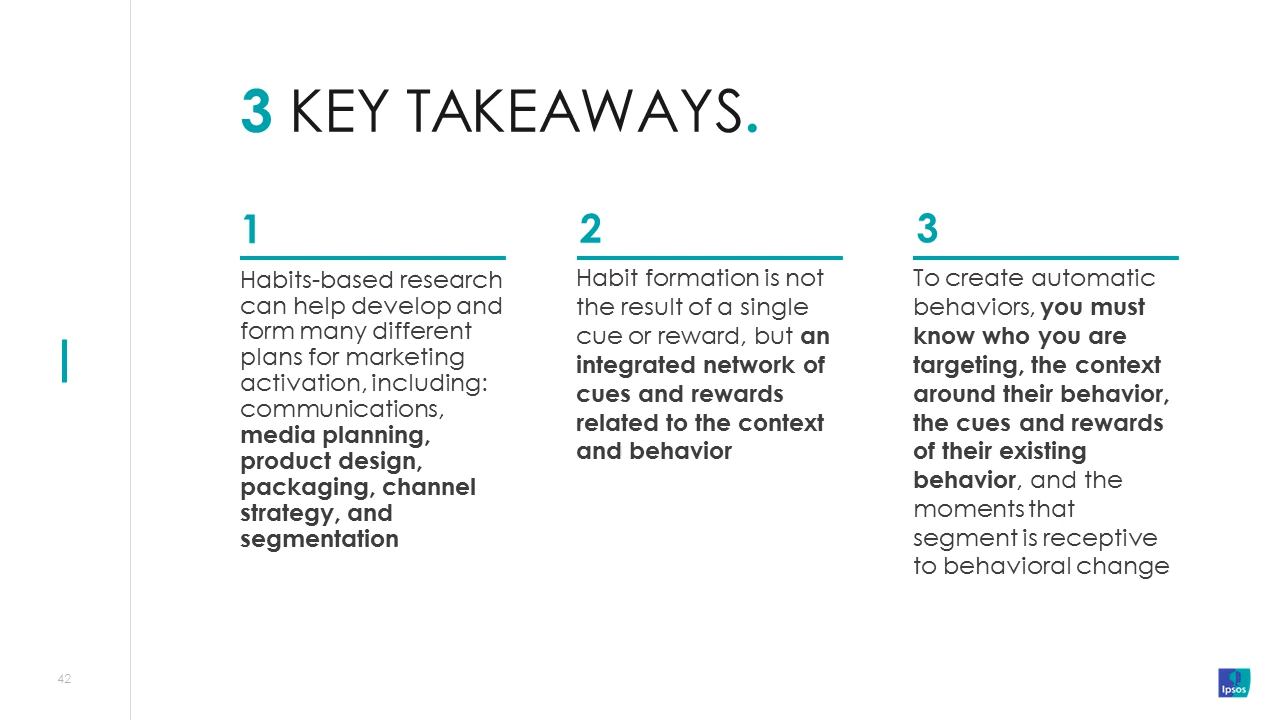 3 KEY TAKEAWAYS.
1
Habits-based research
can help develop and
form many different
plans for marketing
activation, including:
communications,
media planning,
product design,
packaging, channel
strategy, and
segmentation
2
Habit formation is not
the result of a single
cue or reward, but an
integrated network of
cues and rewards
related to the context
and behavior
3
To create automatic
behaviors, you must
know who you are
targeting, the context
around their behavior,
the cues and rewards
of their existing
behavior, and the
moments that
segment is receptive
to behavioral change
42
Ipsos